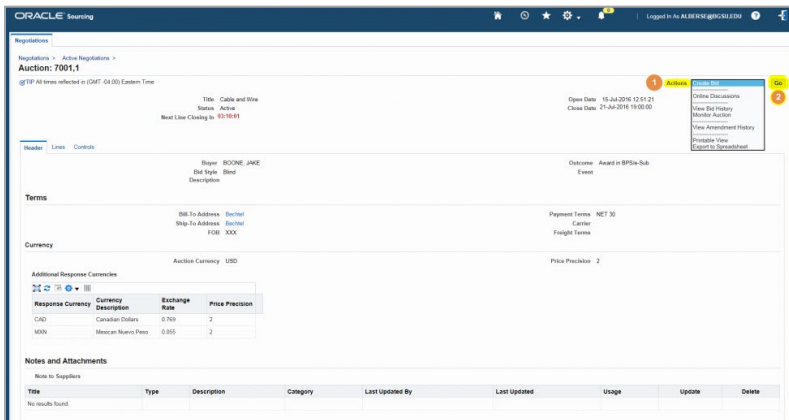 ORACLE Sourcing
0
Logged In As ALBERSE@BGSU.EDU
?
Negotiations
Negotiations > Active Negotiations >
Auction: 7001,1
TIP All times reflected in (GMT -04:00) Eastern Time
1
Actions
Create Bid
Go
2
Online Discussions
View Bid History
Monitor Auction
View Amendment History
Printable View
Export to Spreadsheet
Title Cable and Wire
Status Active
Next Line Closing In 03:10:01
Open Date 15-Jul-2016 12:51:21
Close Date 21-Jul-2016 19:00:00
Header Lines Controls
Buyer BOONE, JAKE
Bid Style Blind
Description
Outcome Award in BPS/e-Sub
Event
Terms
Bill-To Address Bechtel
Ship-To Address Bechtel
FOB XXX
Payment Terms NET 30
Carrier
Freight Terms
Currency
Auction Currency USD
Price Precision 2
Additional Response Currencies
Response Currency Currency Description Exchange Rate Price Precision
CAD Canadian Dollars 0.769 2
MXN Mexican Nuevo Peso 0.055 2
Notes and Attachments
Note to Suppliers
Title Type Description Category Last Updated By Last Updated Usage Update Delete
No results found